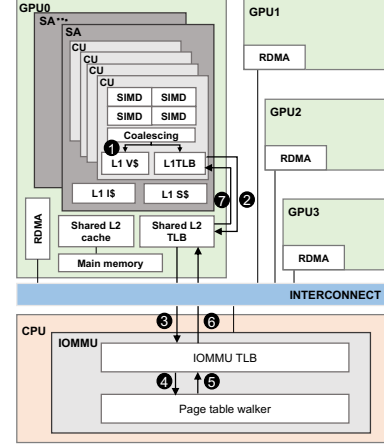 GPU0
SA
SA
CU
CU
CU
CU
SIMD SIMD
SIMD SIMD
Coalescing
1
L1 V$ L1TLB
L1 I$ L1 S$
7 2
RDMA
Shared L2
cache
Shared L2
TLB
Main memory
GPU1
RDMA
GPU2
RDMA
GPU3
RDMA
INTERCONNECT
CPU
3 6
IOMMU
IOMMU TLB
4 5
Page table walker